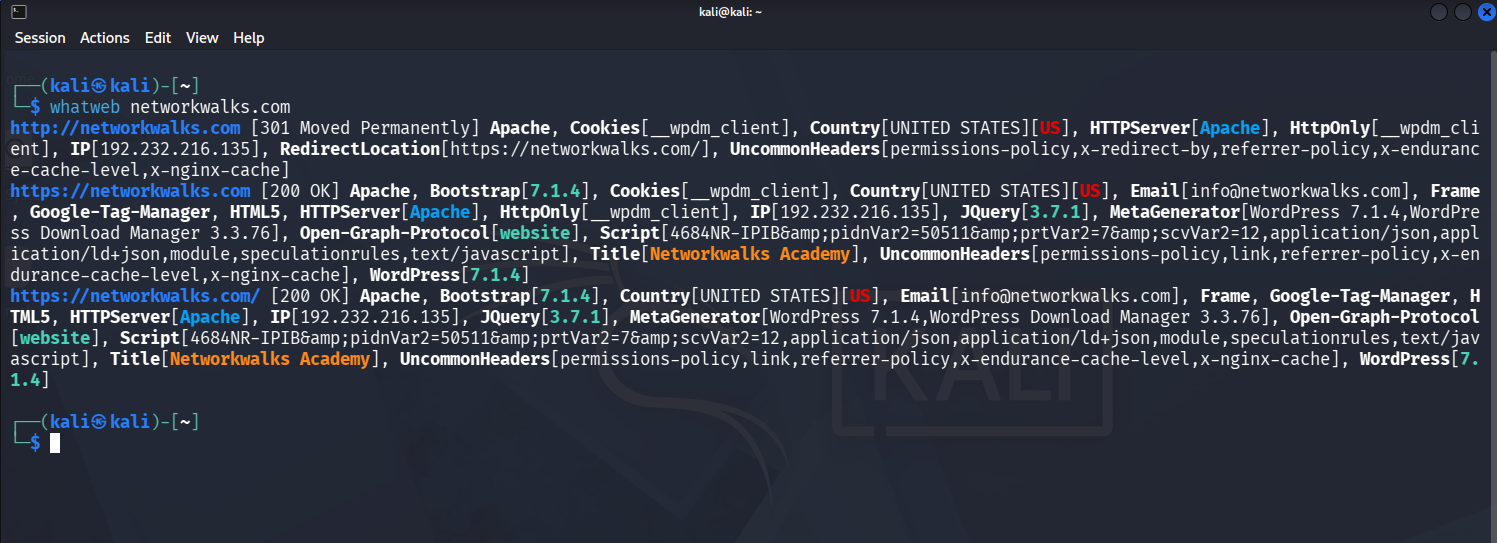 kali@kali: ~
Session Actions Edit View Help
┌──(kali㉿kali)-[~]
└─$ whatweb networkwalks.com
http://networkwalks.com [301 Moved Permanently] Apache, Cookies[__wpdm_client], Country[UNITED STATES][US], HTTPServer[Apache], HttpOnly[__wpdm_cli
ent], IP[192.232.216.135], RedirectLocation[https://networkwalks.com/], UncommonHeaders[permissions-policy,x-redirect-by,referrer-policy,x-enduranc
e-cache-level,x-nginx-cache]
https://networkwalks.com [200 OK] Apache, Bootstrap[7.1.4], Cookies[__wpdm_client], Country[UNITED STATES][US], Email[info@networkwalks.com], Frame
, Google-Tag-Manager, HTML5, HTTPServer[Apache], HttpOnly[__wpdm_client], IP[192.232.216.135], JQuery[3.7.1], MetaGenerator[WordPress 7.1.4,WordPre
ss Download Manager 3.3.76], Open-Graph-Protocol[website], Script[4684NR-IPIB&amp;pidnVar2=50511&amp;prtVar2=7&amp;scvVar2=12,application/json,appl
ication/ld+json,module,speculationrules,text/javascript], Title[Networkwalks Academy], UncommonHeaders[permissions-policy,link,referrer-policy,x-en
durance-cache-level,x-nginx-cache], WordPress[7.1.4]
https://networkwalks.com/ [200 OK] Apache, Bootstrap[7.1.4], Country[UNITED STATES][US], Email[info@networkwalks.com], Frame, Google-Tag-Manager, H
TML5, HTTPServer[Apache], IP[192.232.216.135], JQuery[3.7.1], MetaGenerator[WordPress 7.1.4,WordPress Download Manager 3.3.76], Open-Graph-Protocol
[website], Script[4684NR-IPIB&amp;pidnVar2=50511&amp;prtVar2=7&amp;scvVar2=12,application/json,application/ld+json,module,speculationrules,text/jav
ascript], Title[Networkwalks Academy], UncommonHeaders[permissions-policy,link,referrer-policy,x-endurance-cache-level,x-nginx-cache], WordPress[7.
1.4]
KALI
┌──(kali㉿kali)-[~]
└─$